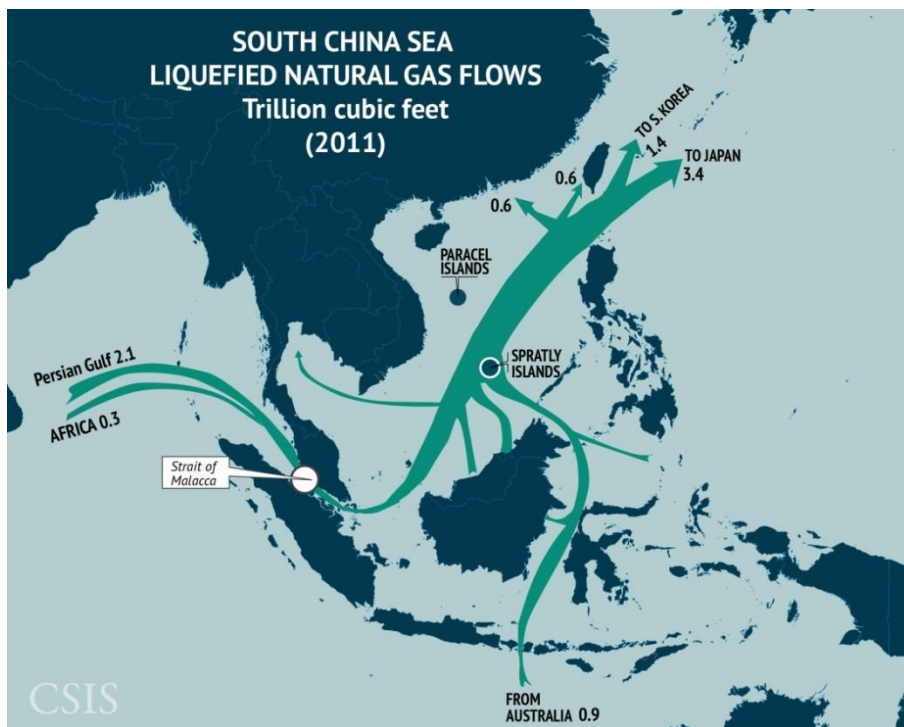 SOUTH CHINA SEA
LIQUEFIED NATURAL GAS FLOWS
Trillion cubic feet
(2011)
TO S. KOREA
1.4
TO JAPAN
3.4
0.6
0.6
PARACEL
ISLANDS
SPRATLY
ISLANDS
Persian Gulf 2.1
AFRICA 0.3
Strait of
Malacca
FROM
AUSTRALIA 0.9
CSIS